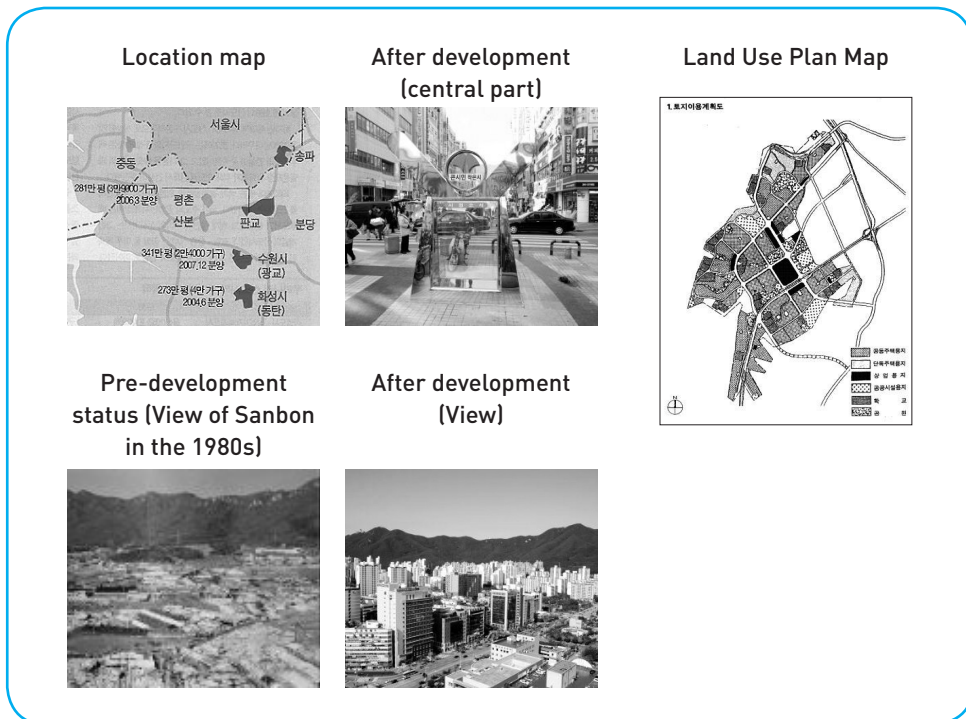 Location map
서울시
송파
중동
281만 평 (3만9900 가구)
2006.3 분양
평촌
산본
판교
분당
341만 평 (2만4000 가구)
2007.12 분양
수원시
(광교)
273만 평 (4만 가구)
2004.6 분양
화성시
(동탄)
After development
(central part)
Land Use Plan Map
1. 토지이용계획도
공동주택용지
단독주택용지
상업용지
공공시설용지
학교
공원
N
Pre-development
status (View of Sanbon
in the 1980s)
After development
(View)